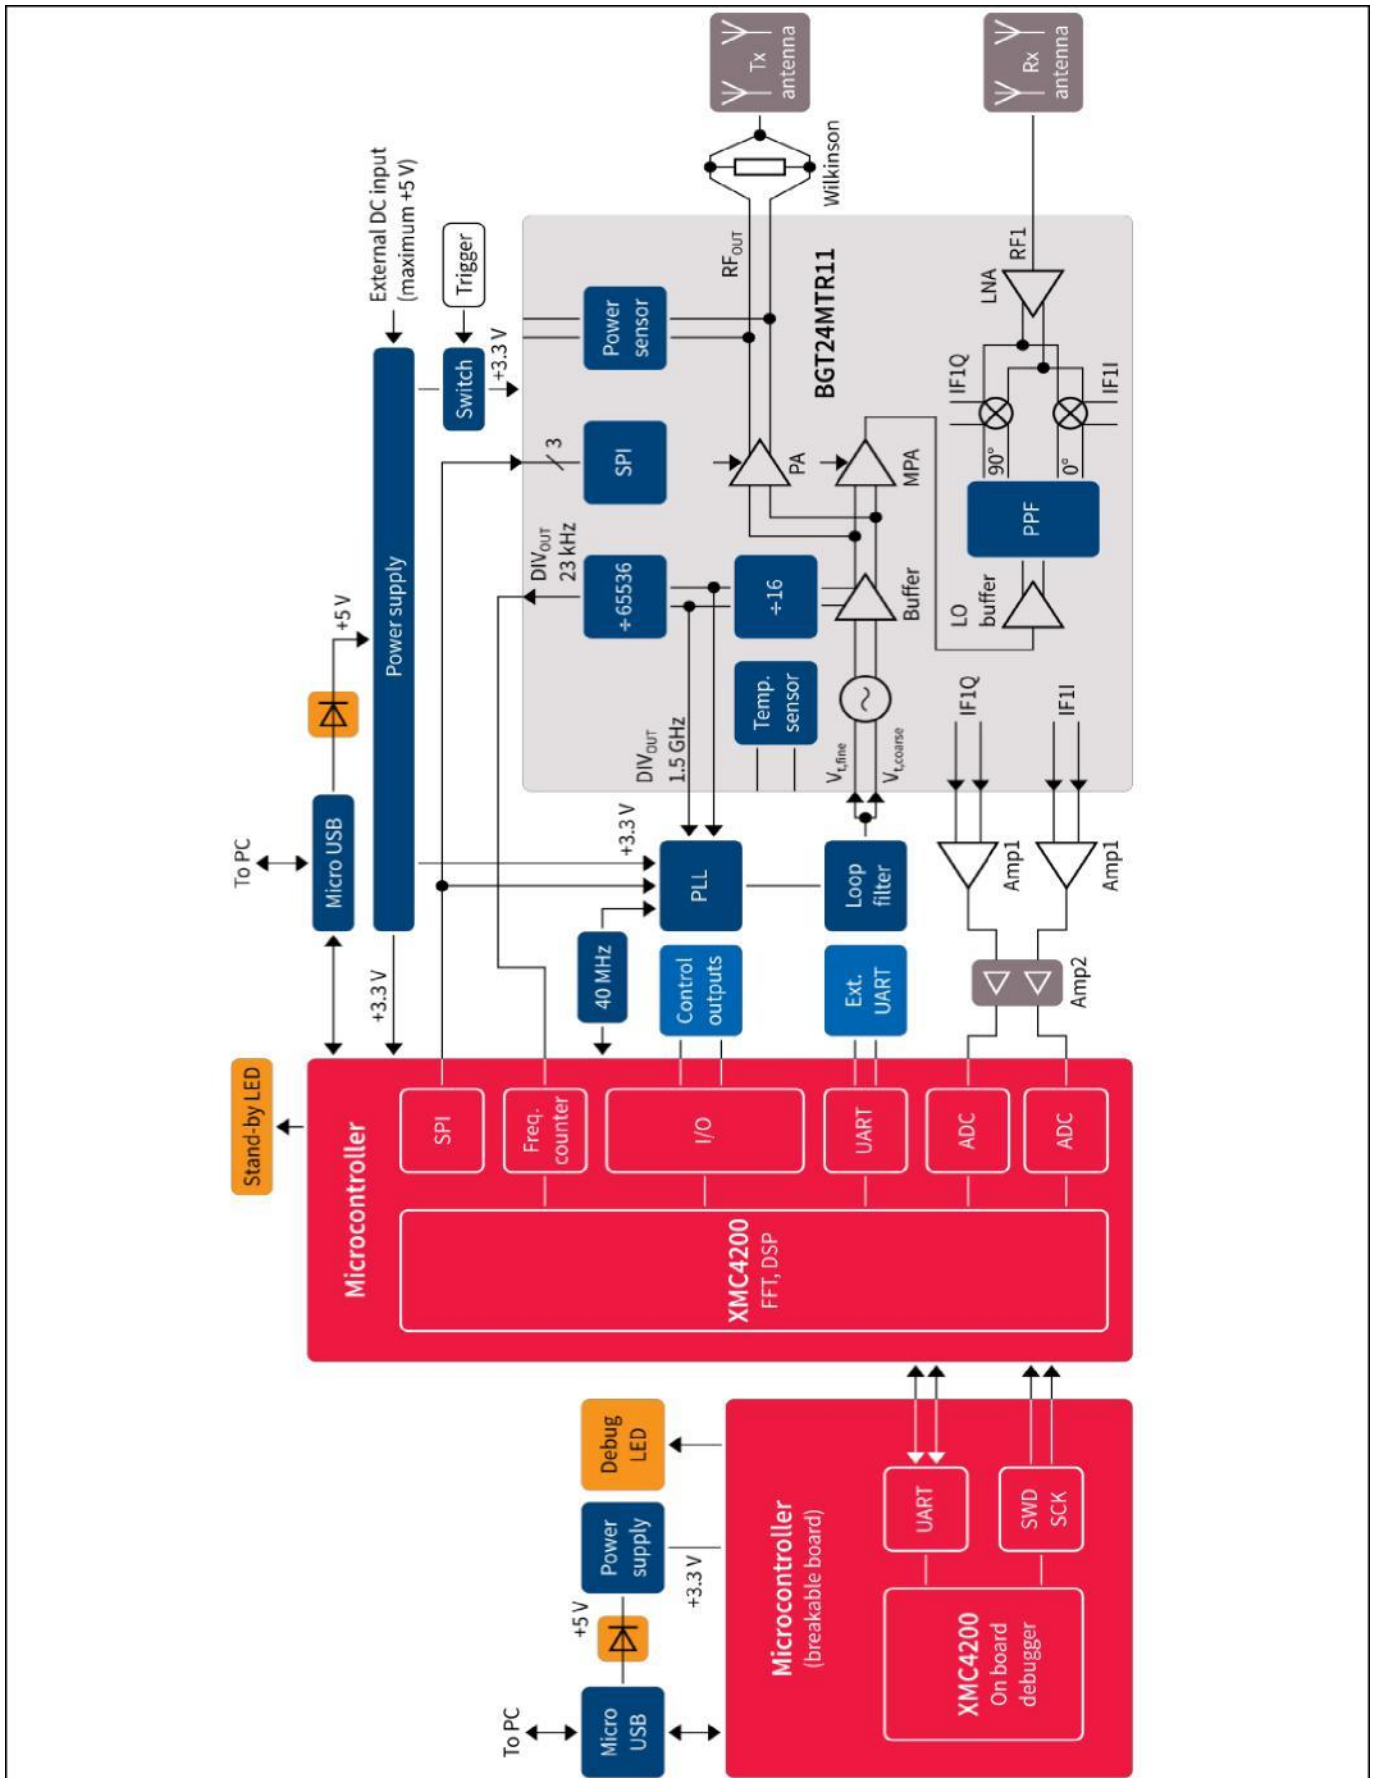 To PC
Micro
USB
+5 V
Power
supply
+3.3 V
Debug
LED
Microcontroller
(breakable board)
XMC4200
On board
debugger
UART
SWD
SCK
Stand-by LED
Microcontroller
XMC4200
FFT, DSP
SPI
Freq.
counter
I/O
UART
ADC
ADC
To PC
Micro USB
+5 V
+3.3 V
Power supply
External DC input
(maximum +5 V)
Trigger
Switch
+3.3 V
40 MHz
Control
outputs
Ext.
UART
+3.3 V
PLL
Loop
filter
Amp2
Amp1
Amp1
IF1Q
IF1I
DIVOUT
1.5 GHz
DIVOUT
23 kHz
÷65536
÷16
Temp.
sensor
Vt,fine
Vt,coarse
Buffer
SPI
3
Power
sensor
PA
MPA
RFOUT
BGT24MTR11
LO
buffer
PPF
90°
0°
IF1Q
IF1I
LNA
RF1
Wilkinson
Tx
antenna
Rx
antenna